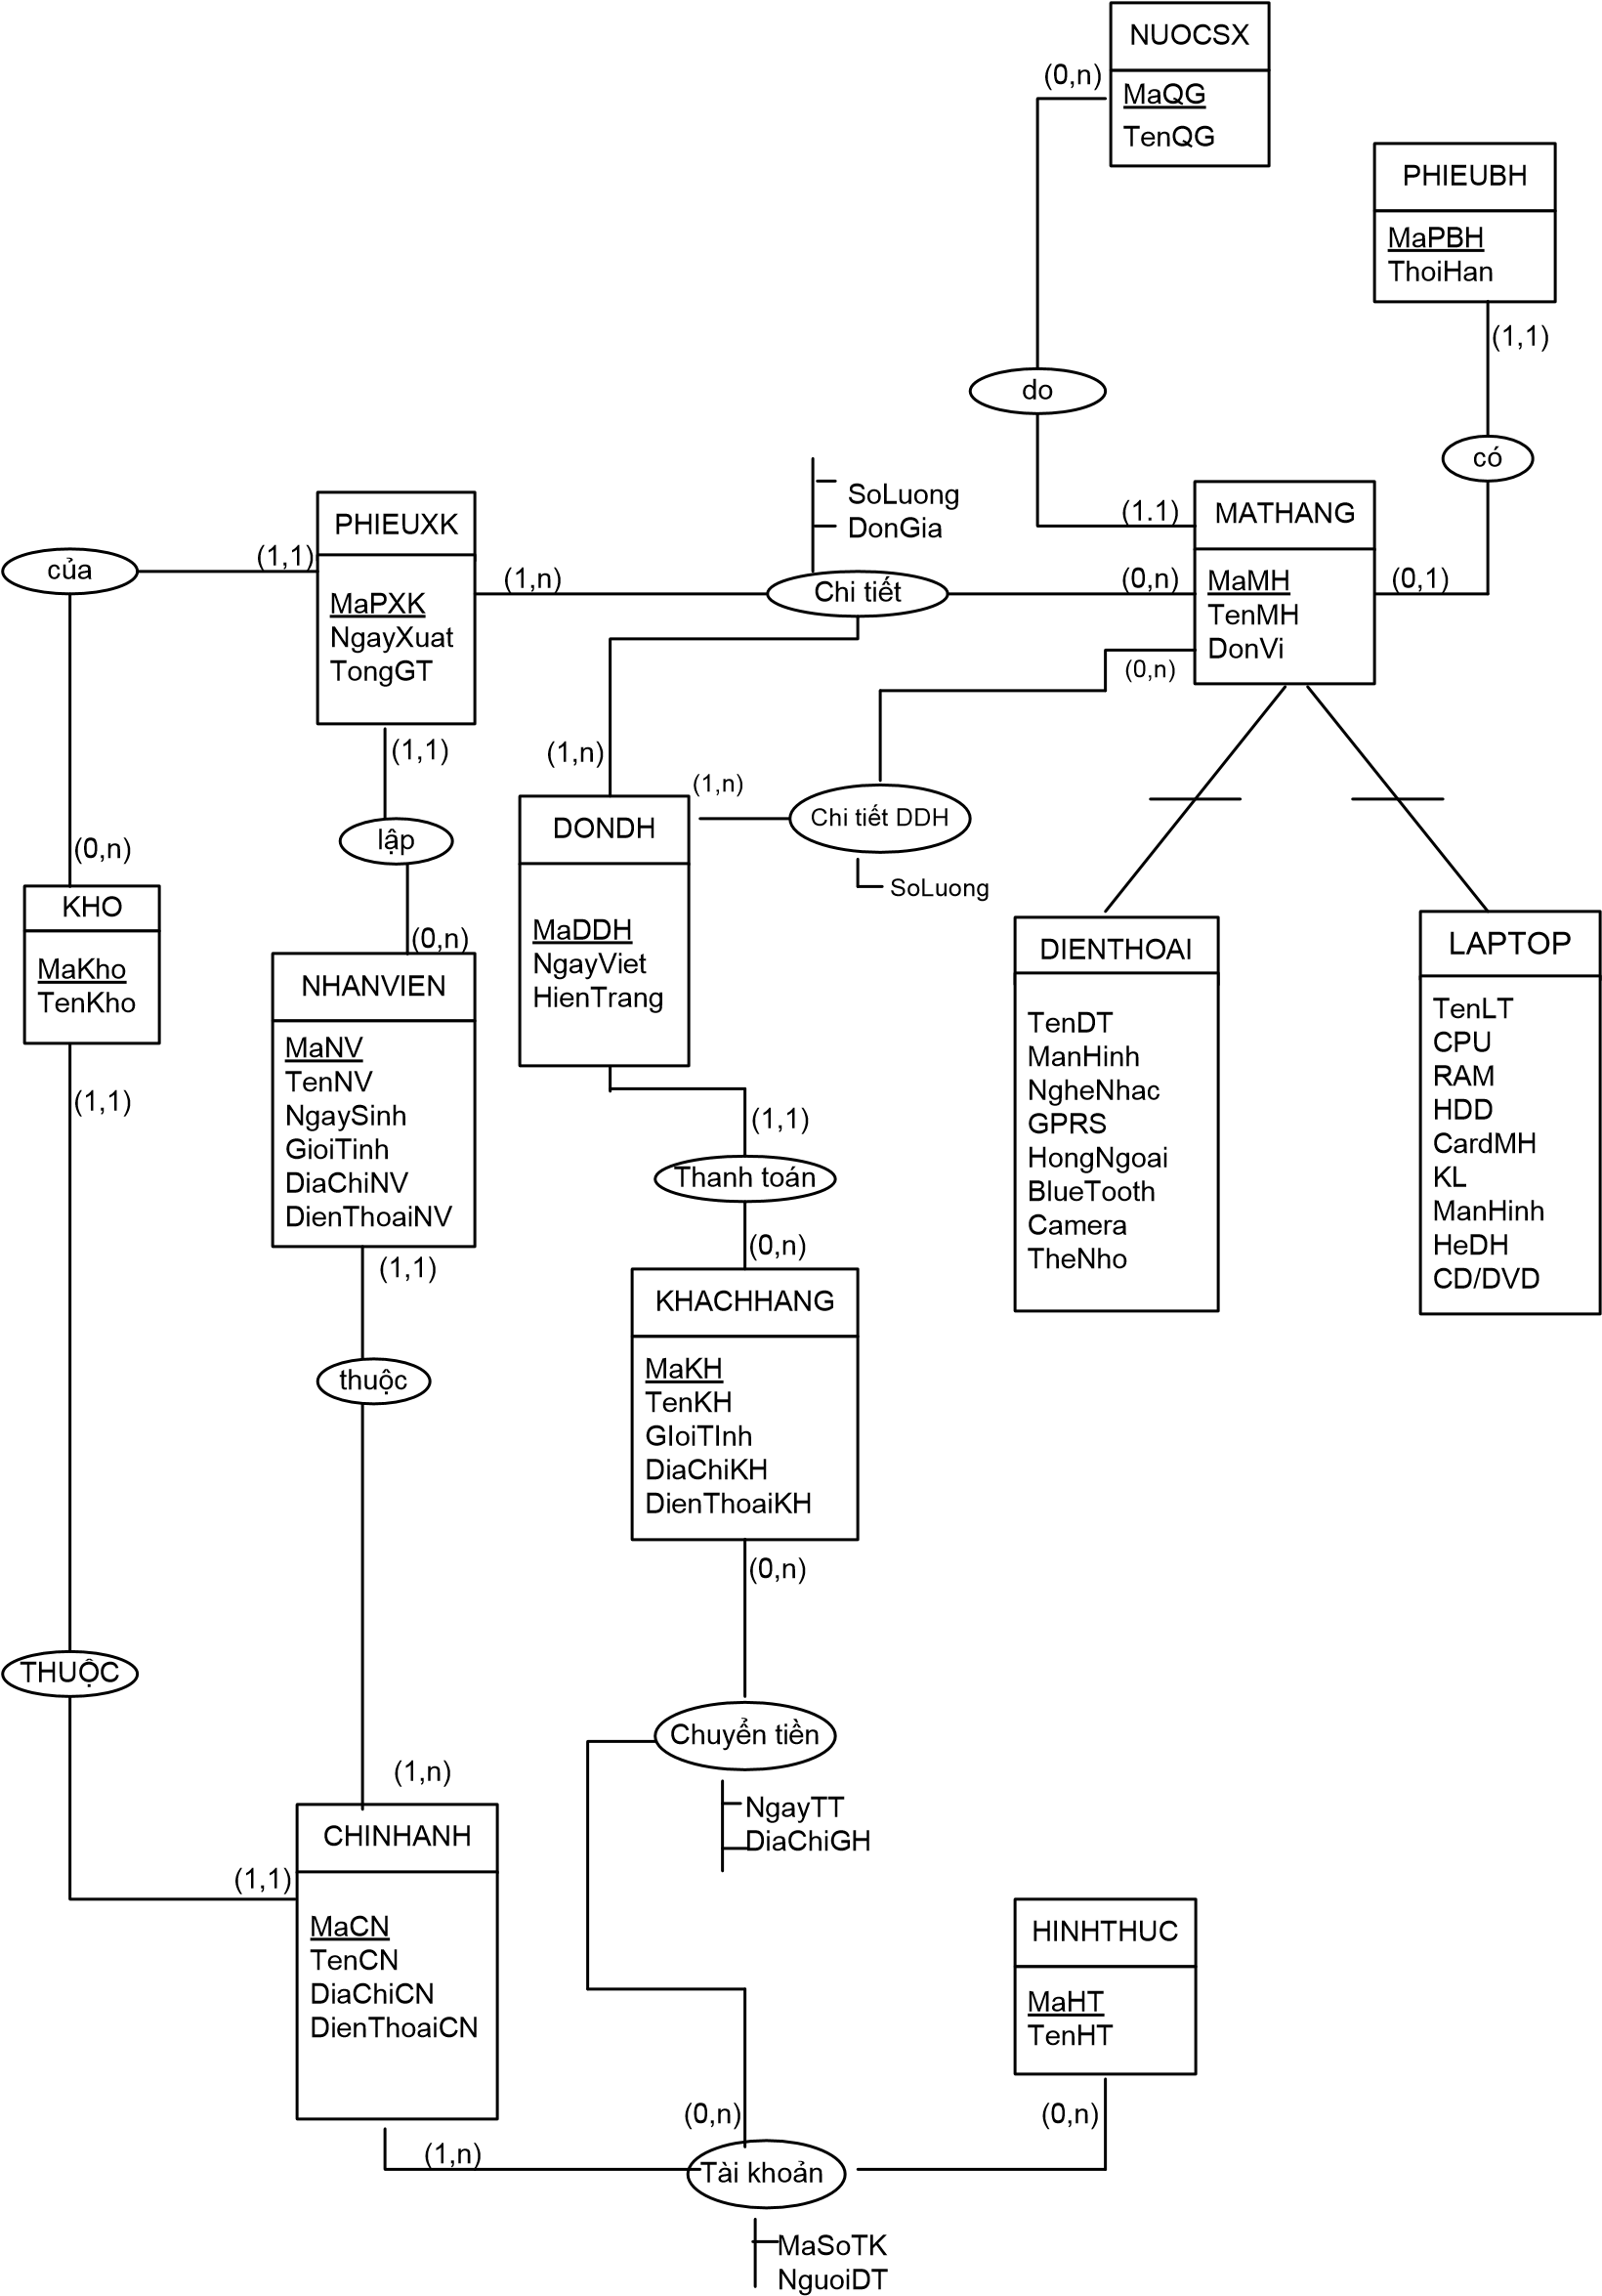 NUOCSX
(0,n)
MaQG
TenQG
PHIEUBH
MaPBH
ThoiHan
(1,1)
do
có
SoLuong
DonGia
(1.1)
MATHANG
PHIEUXK
của
(1,1)
(1,n)
Chi tiết
(0,n)
MaMH
(0,1)
TenMH
DonVi
MaPXK
NgayXuat
TongGT
(0,n)
(1,1)
(1,n)
(1,n)
lập
DONDH
Chi tiết DDH
(0,n)
SoLuong
KHO
(0,n)
MaKho
TenKho
NHANVIEN
MaDDH
NgayViet
HienTrang
DIENTHOAI
LAPTOP
MaNV
TenNV
NgaySinh
GioiTinh
DiaChiNV
DienThoaiNV
(1,1)
TenDT
ManHinh
NgheNhac
GPRS
HongNgoai
BlueTooth
Camera
TheNho
TenLT
CPU
RAM
HDD
CardMH
KL
ManHinh
HeDH
CD/DVD
(1,1)
Thanh toán
(0,n)
(1,1)
KHACHHANG
thuộc
MaKH
TenKH
GIoiTInh
DiaChiKH
DienThoaiKH
(0,n)
THUỘC
Chuyển tiền
(1,n)
NgayTT
DiaChiGH
CHINHANH
(1,1)
MaCN
TenCN
DiaChiCN
DienThoaiCN
HINHTHUC
MaHT
TenHT
(0,n)
(0,n)
(1,n)
Tài khoản
MaSoTK
NguoiDT